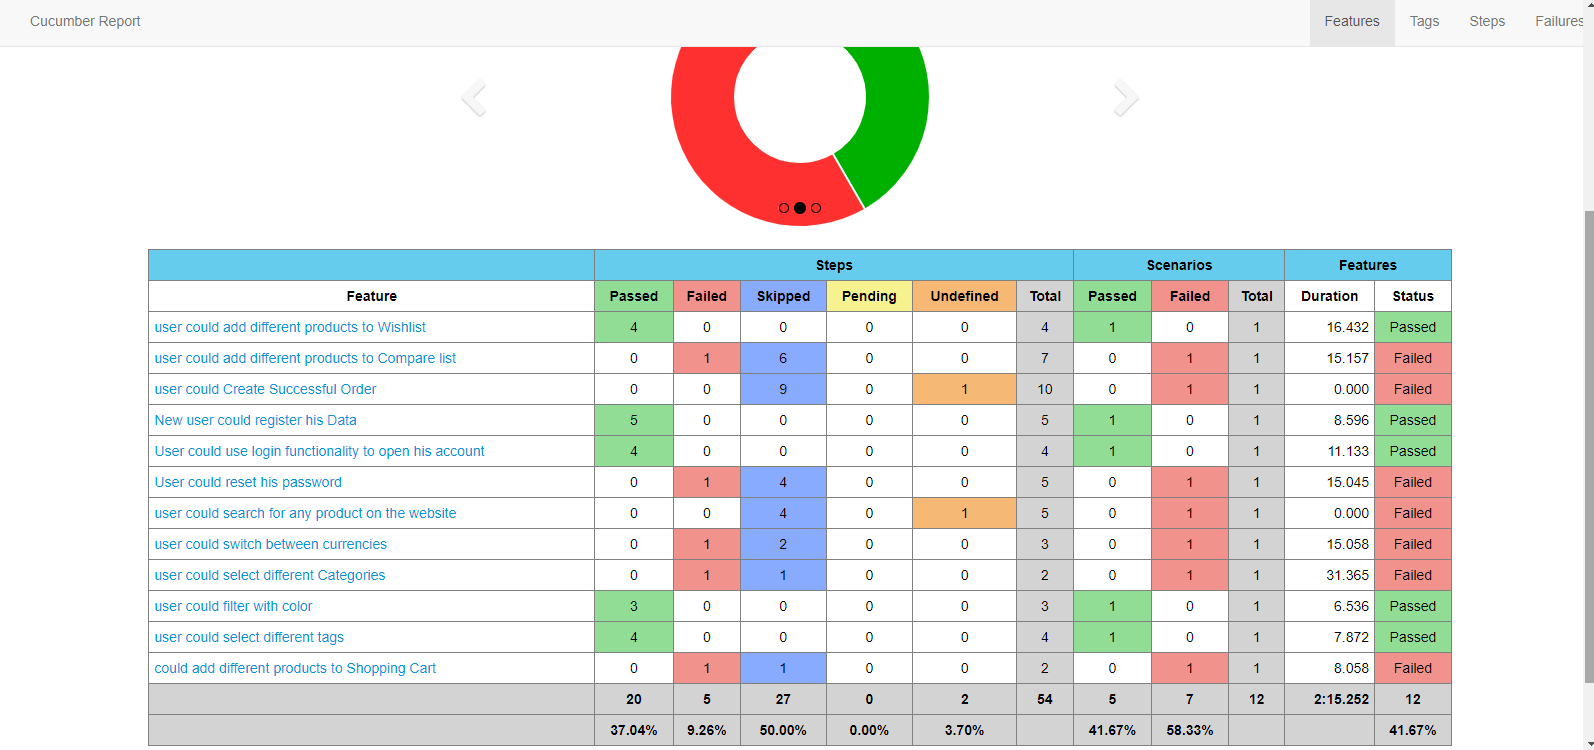 Cucumber Report Features Tags Steps Failures
Steps Scenarios Features
Feature Passed Failed Skipped Pending Undefined Total Passed Failed Total Duration Status
user could add different products to Wishlist 4 0 0 0 0 4 1 0 1 16.432 Passed
user could add different products to Compare list 0 1 6 0 0 7 0 1 1 15.157 Failed
user could Create Successful Order 0 0 9 0 1 10 0 1 1 0.000 Failed
New user could register his Data 5 0 0 0 0 5 1 0 1 8.596 Passed
User could use login functionality to open his account 4 0 0 0 0 4 1 0 1 11.133 Passed
User could reset his password 0 1 4 0 0 5 0 1 1 15.045 Failed
user could search for any product on the website 0 0 4 0 1 5 0 1 1 0.000 Failed
user could switch between currencies 0 1 2 0 0 3 0 1 1 15.058 Failed
user could select different Categories 0 1 1 0 0 2 0 1 1 31.365 Failed
user could filter with color 3 0 0 0 0 3 1 0 1 6.536 Passed
user could select different tags 4 0 0 0 0 4 1 0 1 7.872 Passed
could add different products to Shopping Cart 0 1 1 0 0 2 0 1 1 8.058 Failed
20 5 27 0 2 54 5 7 12 2:15.252 12
37.04% 9.26% 50.00% 0.00% 3.70% 41.67% 58.33% 41.67%